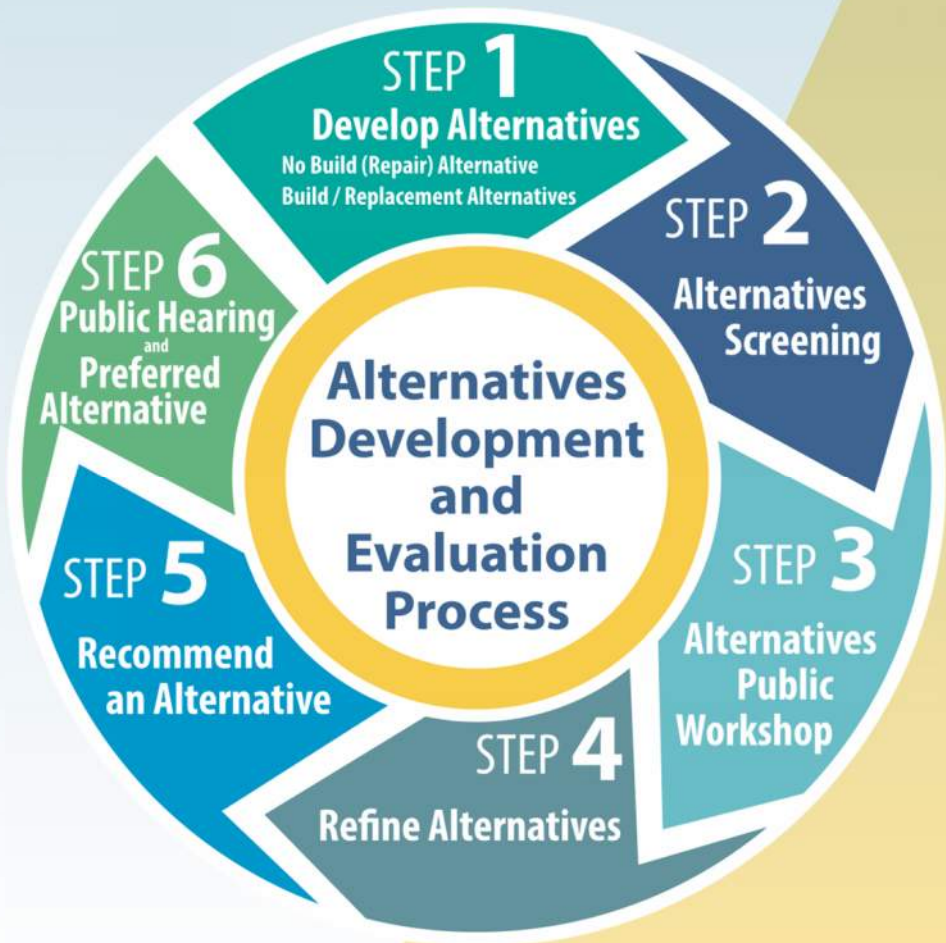 STEP 1
Develop Alternatives
No Build (Repair) Alternative
Build / Replacement Alternatives
STEP 2
Alternatives
Screening
STEP 3
Alternatives
Public
Workshop
STEP 4
Refine Alternatives
STEP 5
Recommend
an Alternative
STEP 6
Public Hearing
and
Preferred
Alternative
Alternatives
Development
and
Evaluation
Process